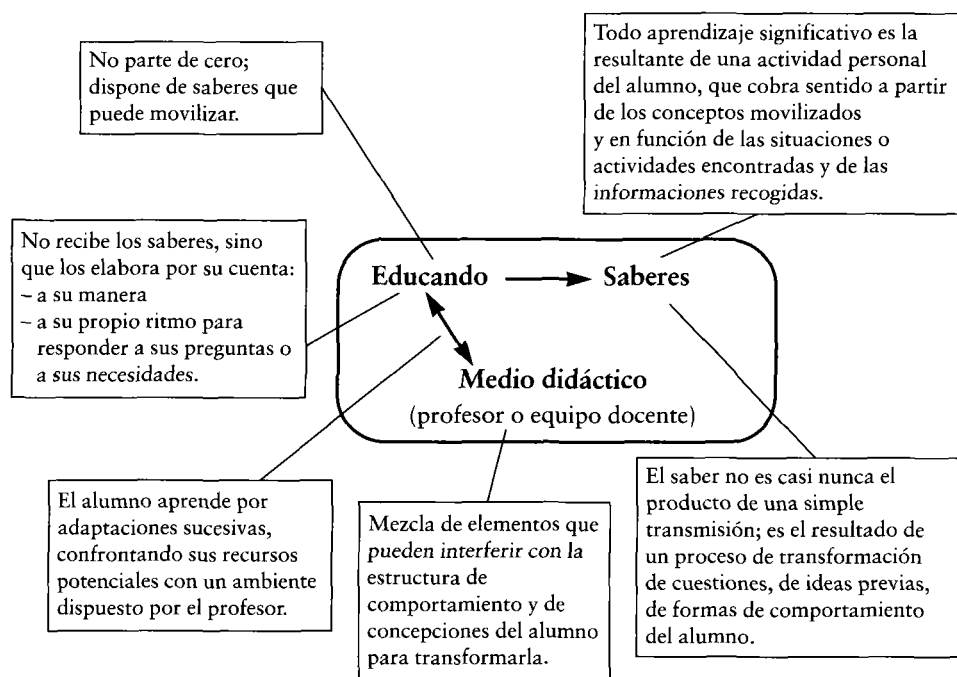 No parte de cero;
dispone de saberes que
puede movilizar.
Todo aprendizaje significativo es la
resultante de una actividad personal
del alumno, que cobra sentido a partir
de los conceptos movilizados
y en función de las situaciones o
actividades encontradas y de las
informaciones recogidas.
No recibe los saberes, sino
que los elabora por su cuenta:
– a su manera
– a su propio ritmo para
responder a sus preguntas o
a sus necesidades.
Educando
Saberes
Medio didáctico
(profesor o equipo docente)
El alumno aprende por
adaptaciones sucesivas,
confrontando sus recursos
potenciales con un ambiente
dispuesto por el profesor.
Mezcla de elementos que
pueden interferir con la
estructura de
comportamiento y de
concepciones del alumno
para transformarla.
El saber no es casi nunca el
producto de una simple
transmisión; es el resultado de
un proceso de transformación
de cuestiones, de ideas previas,
de formas de comportamiento
del alumno.